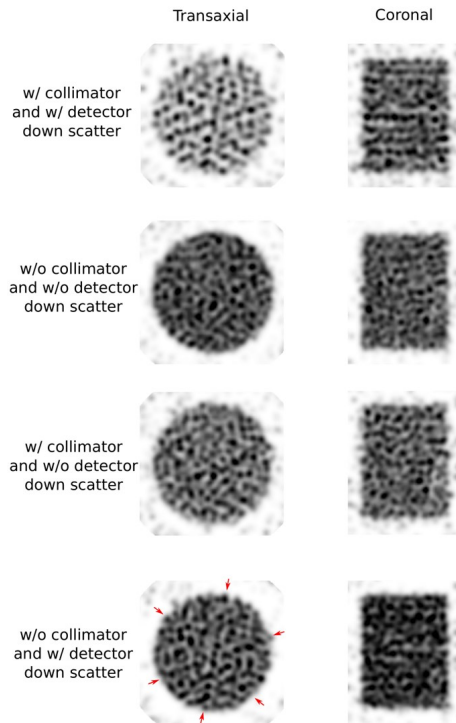 Transaxial Coronal
w/ collimator
and w/ detector
down scatter
w/o collimator
and w/o detector
down scatter
w/ collimator
and w/o detector
down scatter
w/o collimator
and w/ detector
down scatter